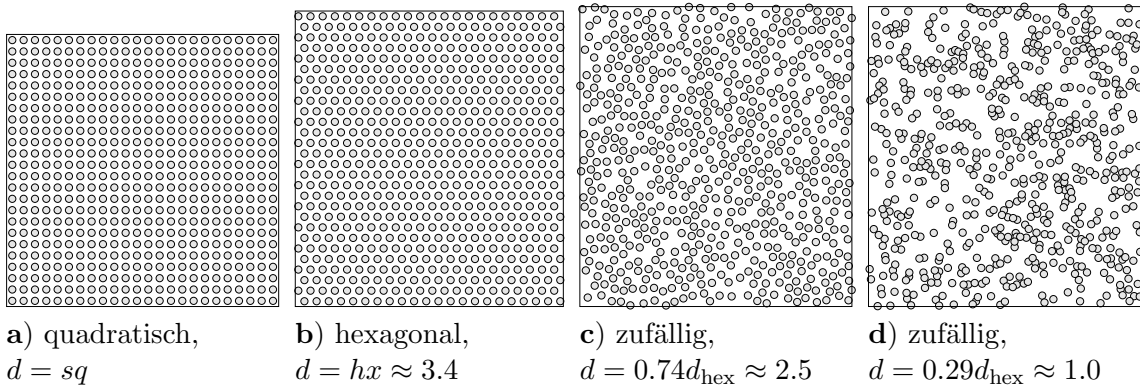 a) quadratisch,
d = sq
b) hexagonal,
d = hx ≈ 3.4
c) zufällig,
d = 0.74d_hex ≈ 2.5
d) zufällig,
d = 0.29d_hex ≈ 1.0